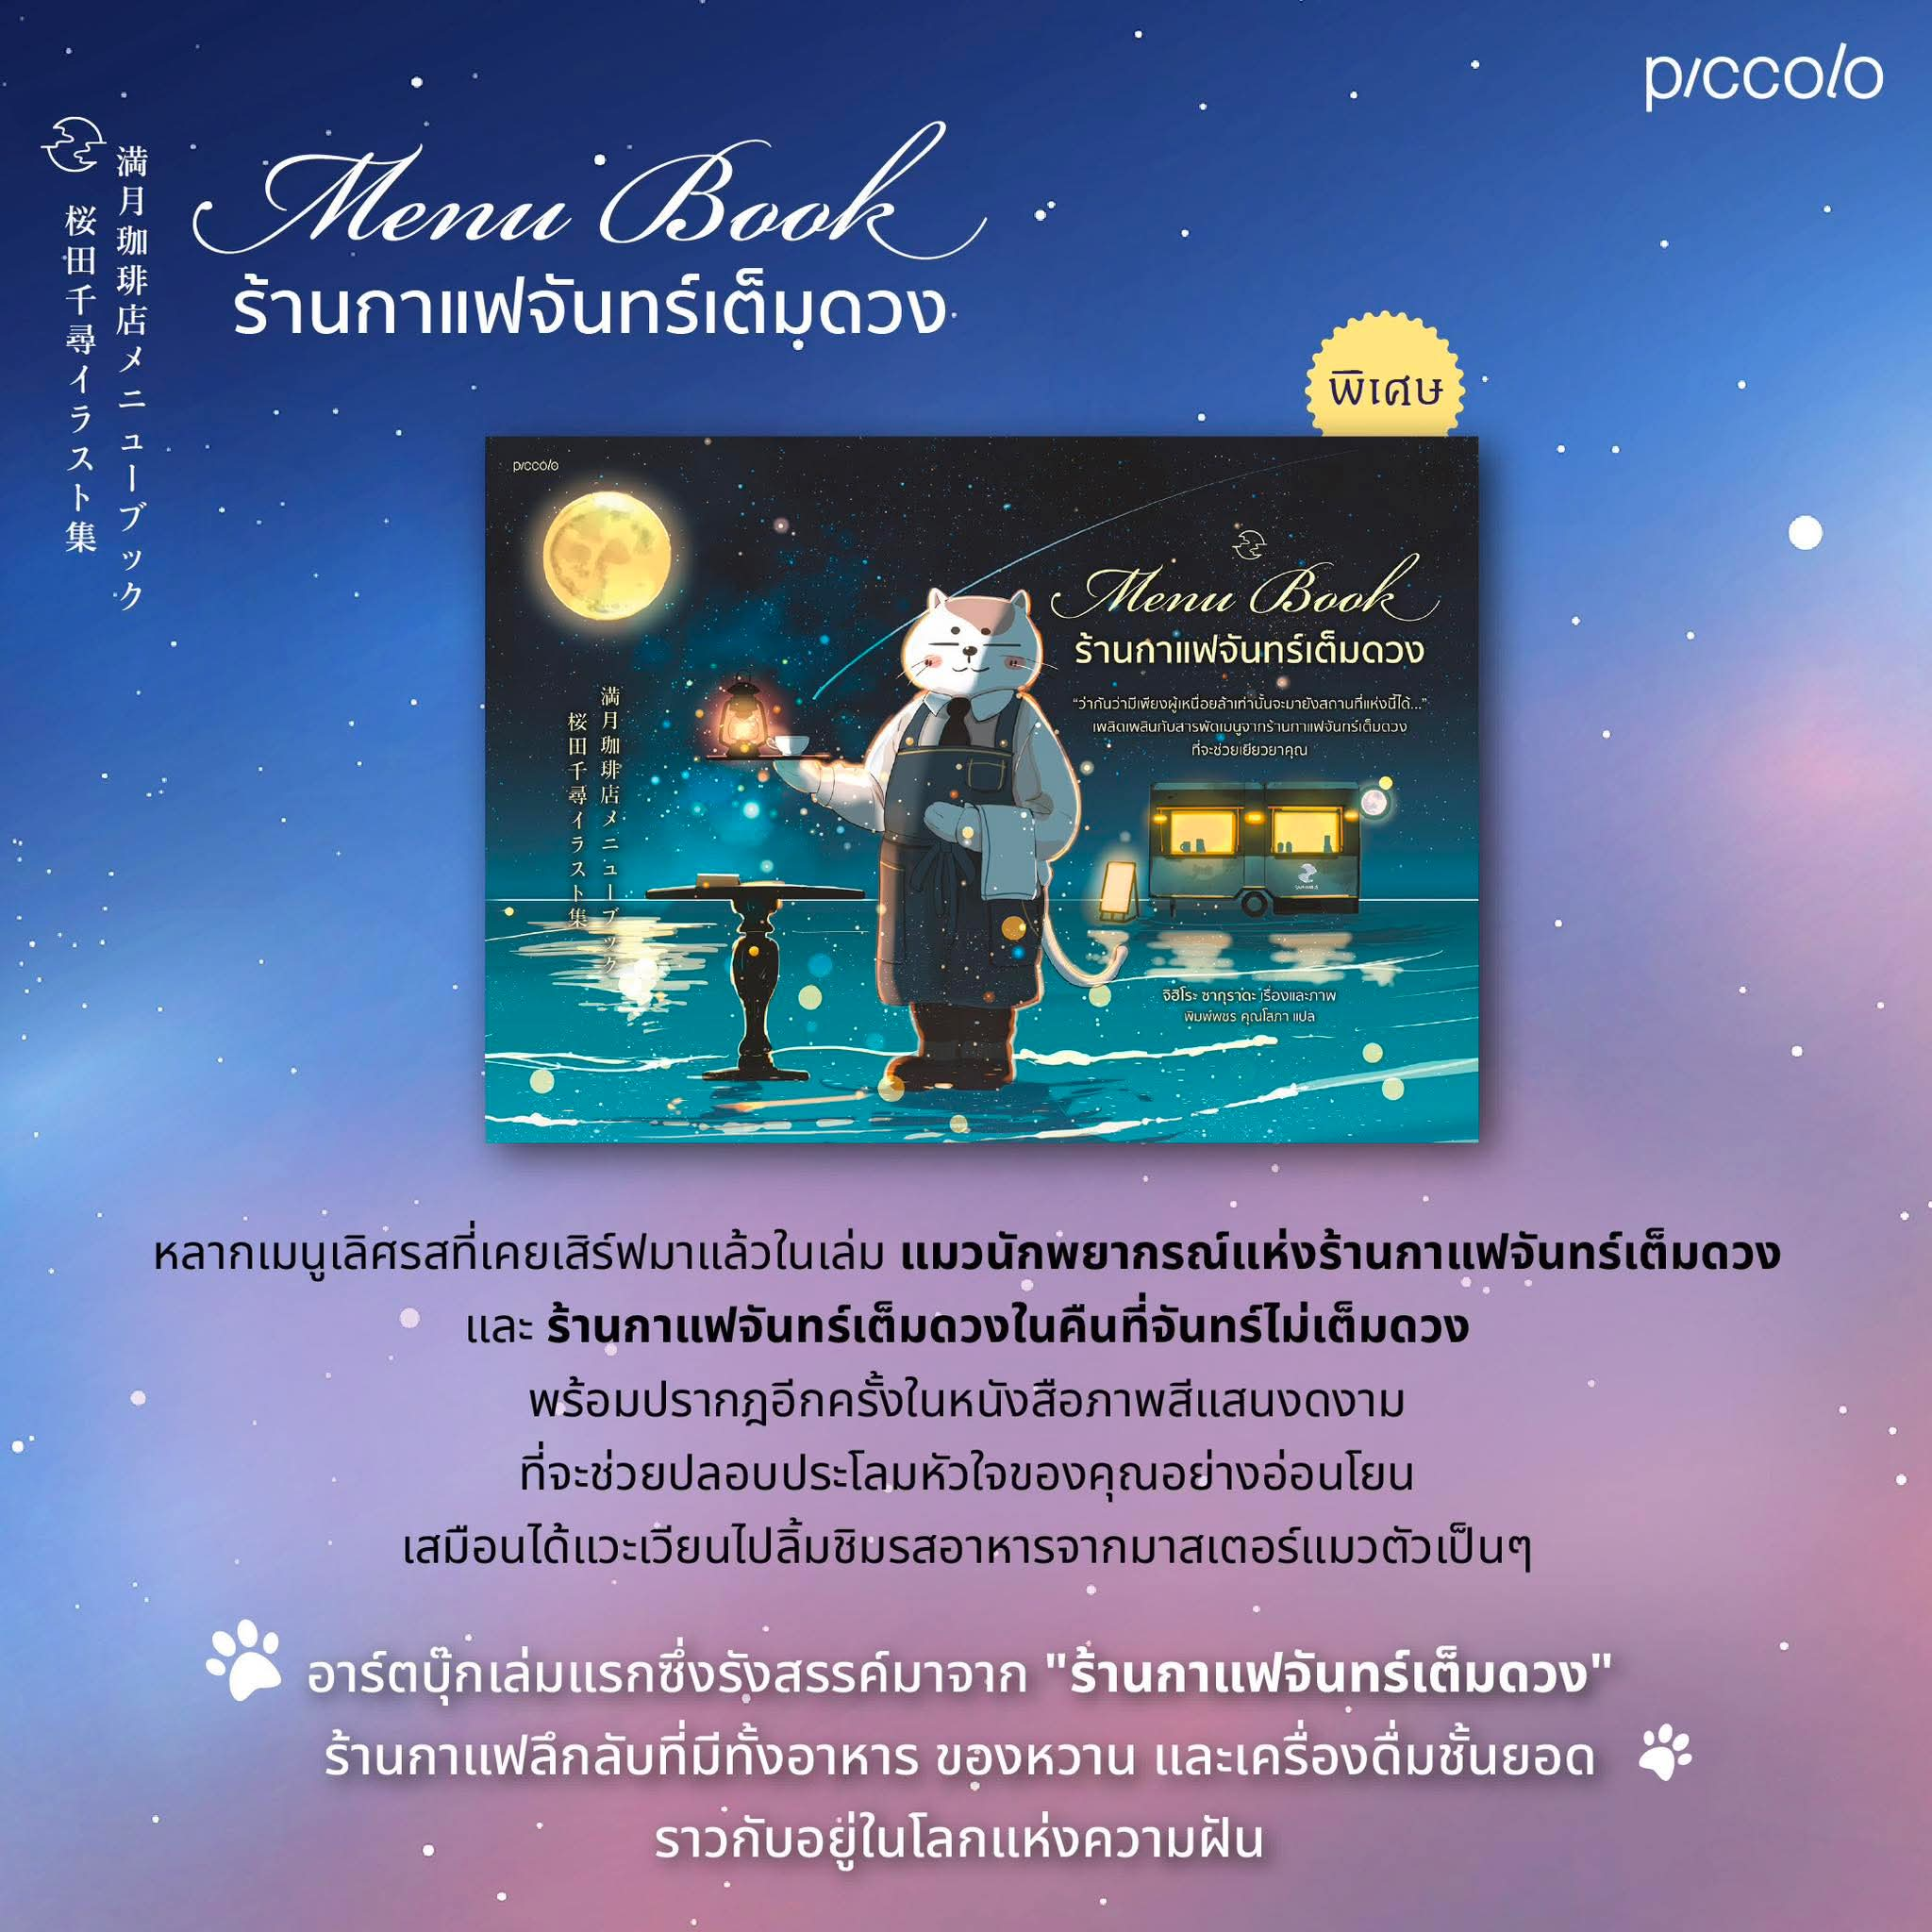 piccolo
満月珈琲店メニューブック
桜田千尋イラスト集
Menu Book
ร้านกาแฟจันทร์เต็มดวง
พิเศษ
piccolo
Menu Book
ร้านกาแฟจันทร์เต็มดวง
“ว่ากันว่ามีเพียงผู้เหนื่อยล้าเท่านั้นจะมายังสถานที่แห่งนี้ได้...”
เพลิดเพลินกับสารพัดเมนูจากร้านกาแฟจันทร์เต็มดวง
ที่จะช่วยเยียวยาคุณ
満月珈琲店メニューブック
桜田千尋イラスト集
จิฮิโระ ซากุราดะ เรื่องและภาพ
พิมพ์พชร คุณโสภา แปล
หลากเมนูเลิศรสที่เคยเสิร์ฟมาแล้วในเล่ม แมวนักพยากรณ์แห่งร้านกาแฟจันทร์เต็มดวง
และ ร้านกาแฟจันทร์เต็มดวงในคืนที่จันทร์ไม่เต็มดวง
พร้อมปรากฎอีกครั้งในหนังสือภาพสีแสนงดงาม
ที่จะช่วยปลอบประโลมหัวใจของคุณอย่างอ่อนโยน
เสมือนได้แวะเวียนไปลิ้มชิมรสอาหารจากมาสเตอร์แมวตัวเป็นๆ
อาร์ตบุ๊กเล่มแรกซึ่งรังสรรค์มาจาก "ร้านกาแฟจันทร์เต็มดวง"
ร้านกาแฟลึกลับที่มีทั้งอาหาร ของหวาน และเครื่องดื่มชั้นยอด
ราวกับอยู่ในโลกแห่งความฝัน